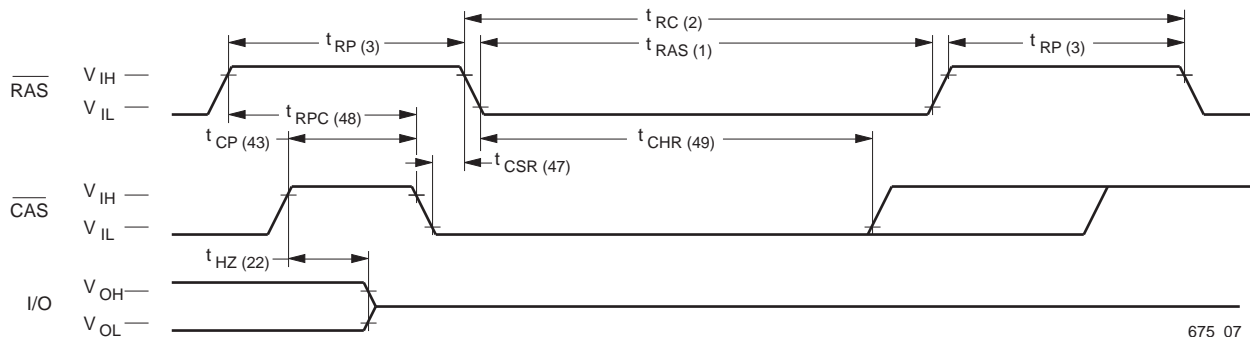 t RC (2)
t RP (3)
t RAS (1)
t RP (3)
RAS
V IH
V IL
t RPC (48)
t CP (43)
t CHR (49)
t CSR (47)
CAS
V IH
V IL
t HZ (22)
I/O
V OH
V OL
675 07